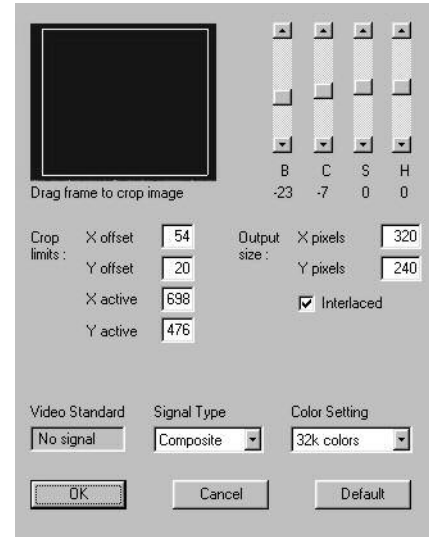 B C S H
Drag frame to crop image -23 -7 0 0
Crop limits : X offset 54 Output size : X pixels 320
Y offset 20 Y pixels 240
X active 698 Interlaced
Y active 476
Video Standard Signal Type Color Setting
No signal Composite 32k colors
OK Cancel Default